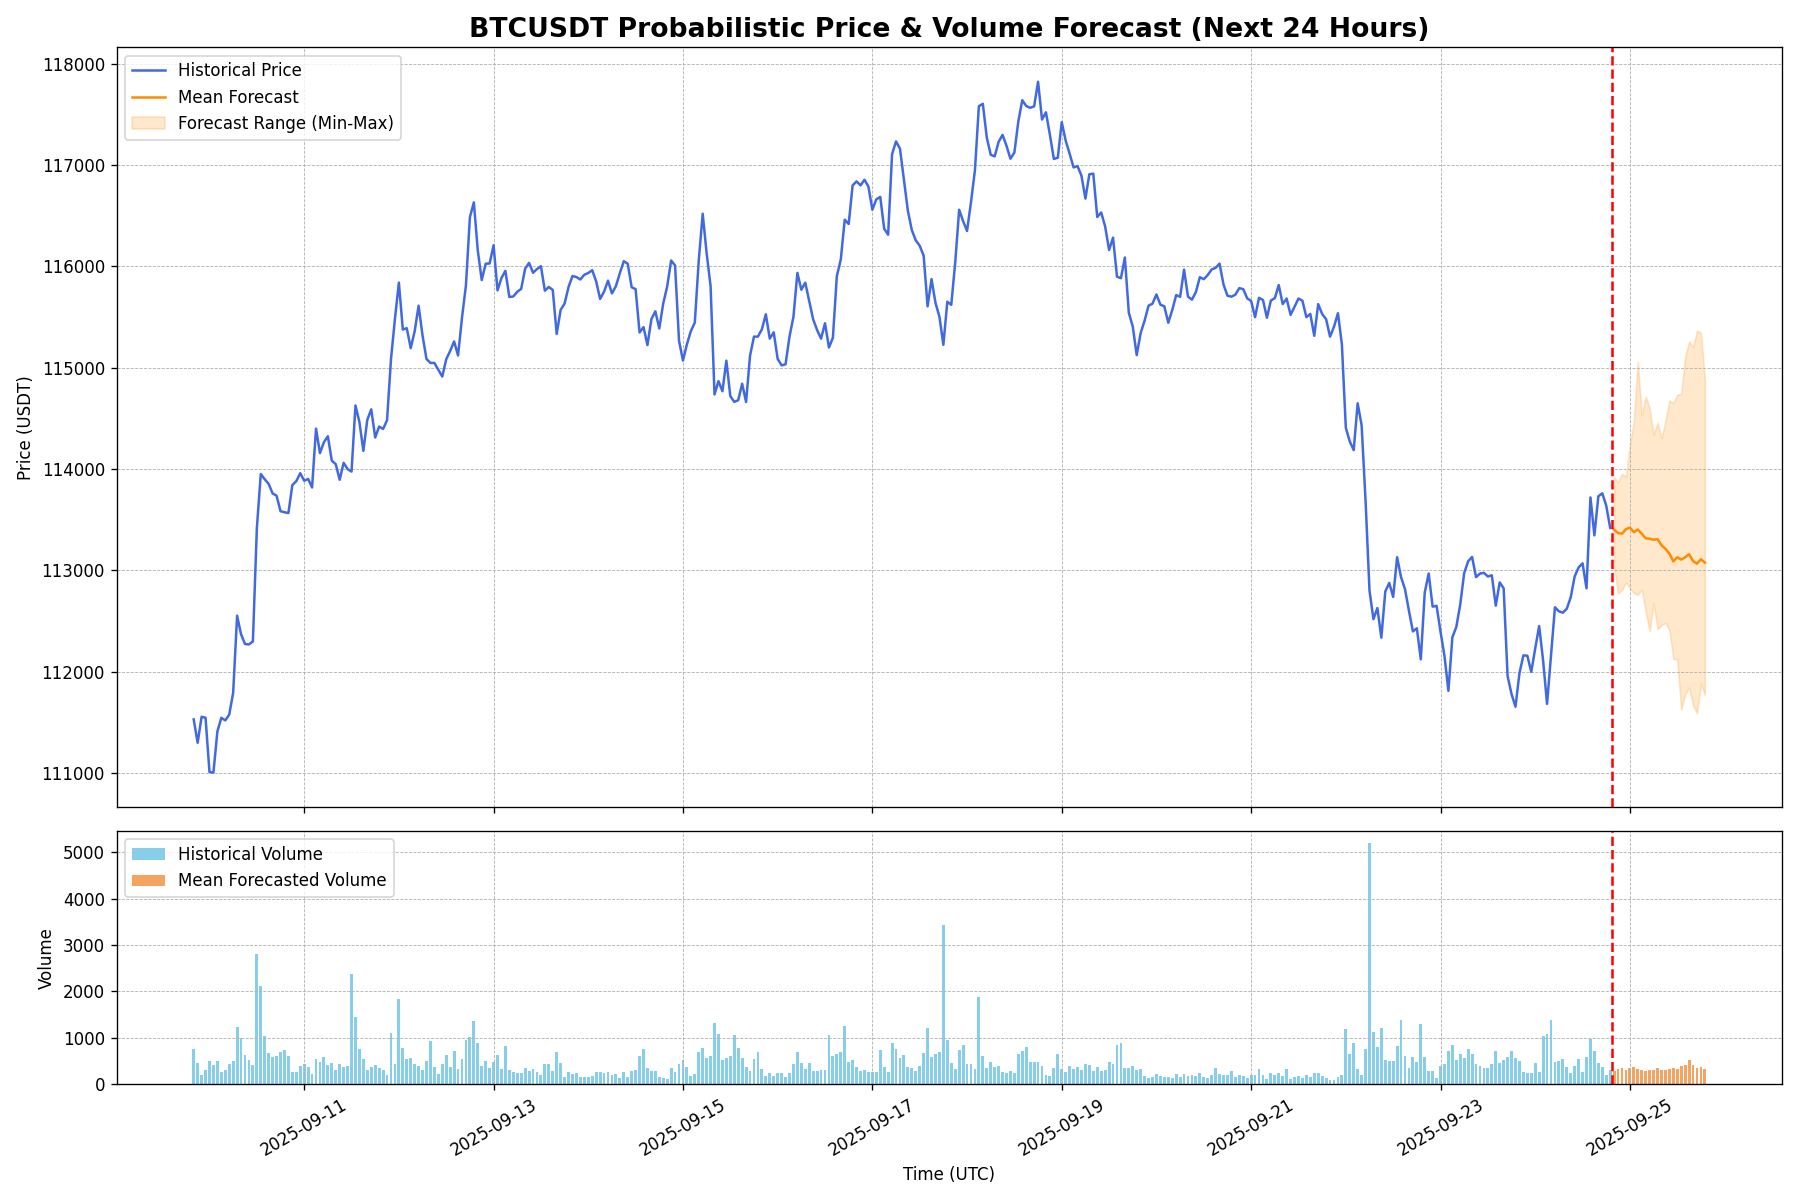 BTCUSDT Probabilistic Price & Volume Forecast (Next 24 Hours)
118000
117000
116000
115000
114000
113000
112000
111000
Price (USDT)
Historical Price
Mean Forecast
Forecast Range (Min-Max)
5000
4000
3000
2000
1000
0
Volume
Historical Volume
Mean Forecasted Volume
2025-09-11
2025-09-13
2025-09-15
2025-09-17
2025-09-19
2025-09-21
2025-09-23
2025-09-25
Time (UTC)